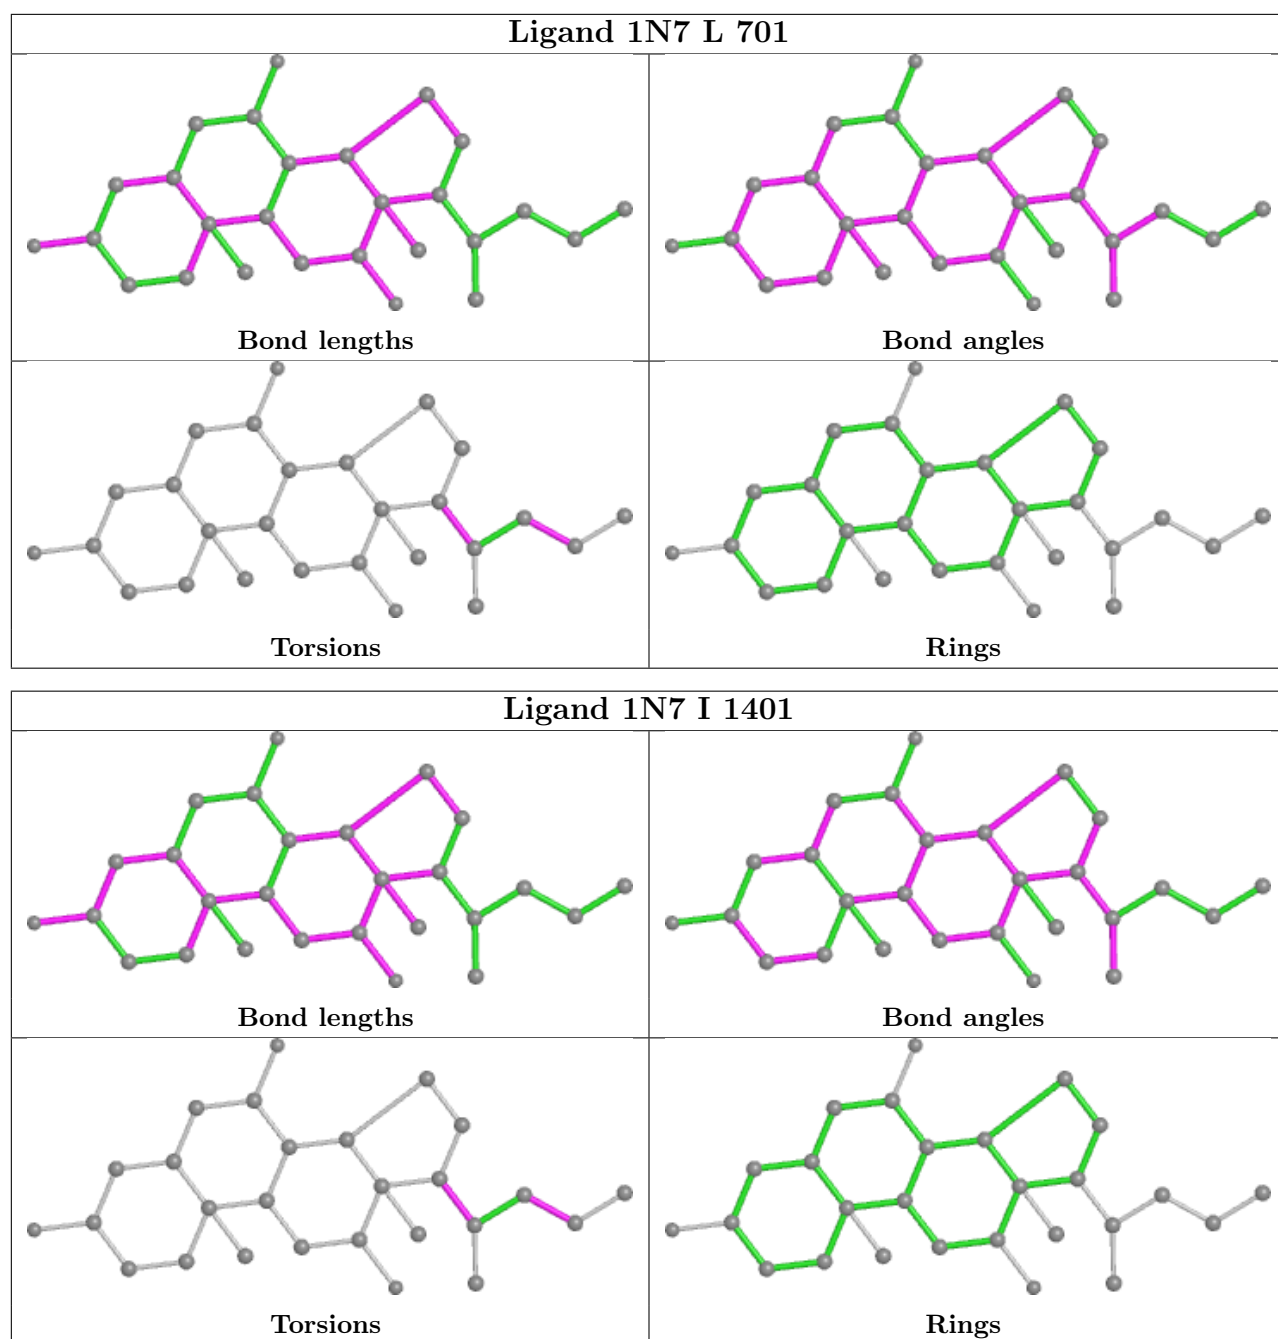 Ligand 1N7 L 701
Bond lengths
Bond angles
Torsions
Rings
Ligand 1N7 I 1401
Bond lengths
Bond angles
Torsions
Rings